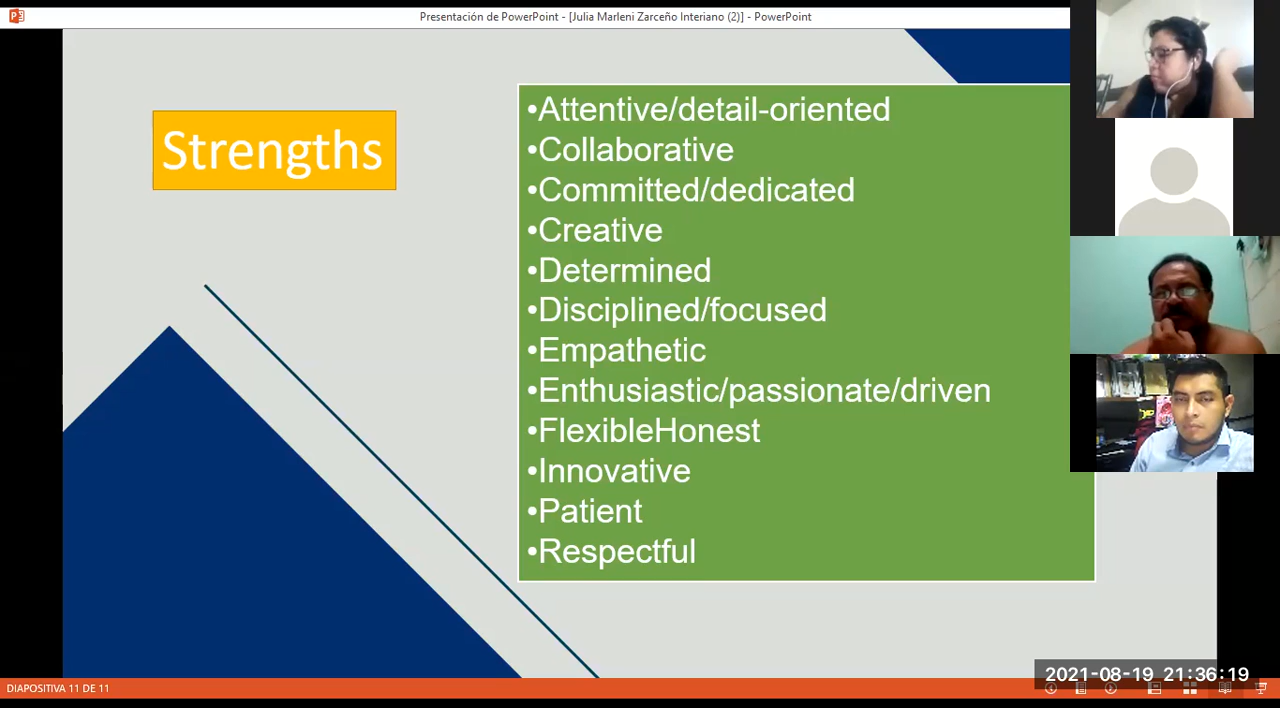 Presentación de PowerPoint - [Julia Marleni Zarceño Interiano (2)] - PowerPoint
Strengths
•Attentive/detail-oriented
•Collaborative
•Committed/dedicated
•Creative
•Determined
•Disciplined/focused
•Empathetic
•Enthusiastic/passionate/driven
•FlexibleHonest
•Innovative
•Patient
•Respectful
2021-08-19 21:36:19
DIAPOSITIVA 11 DE 11